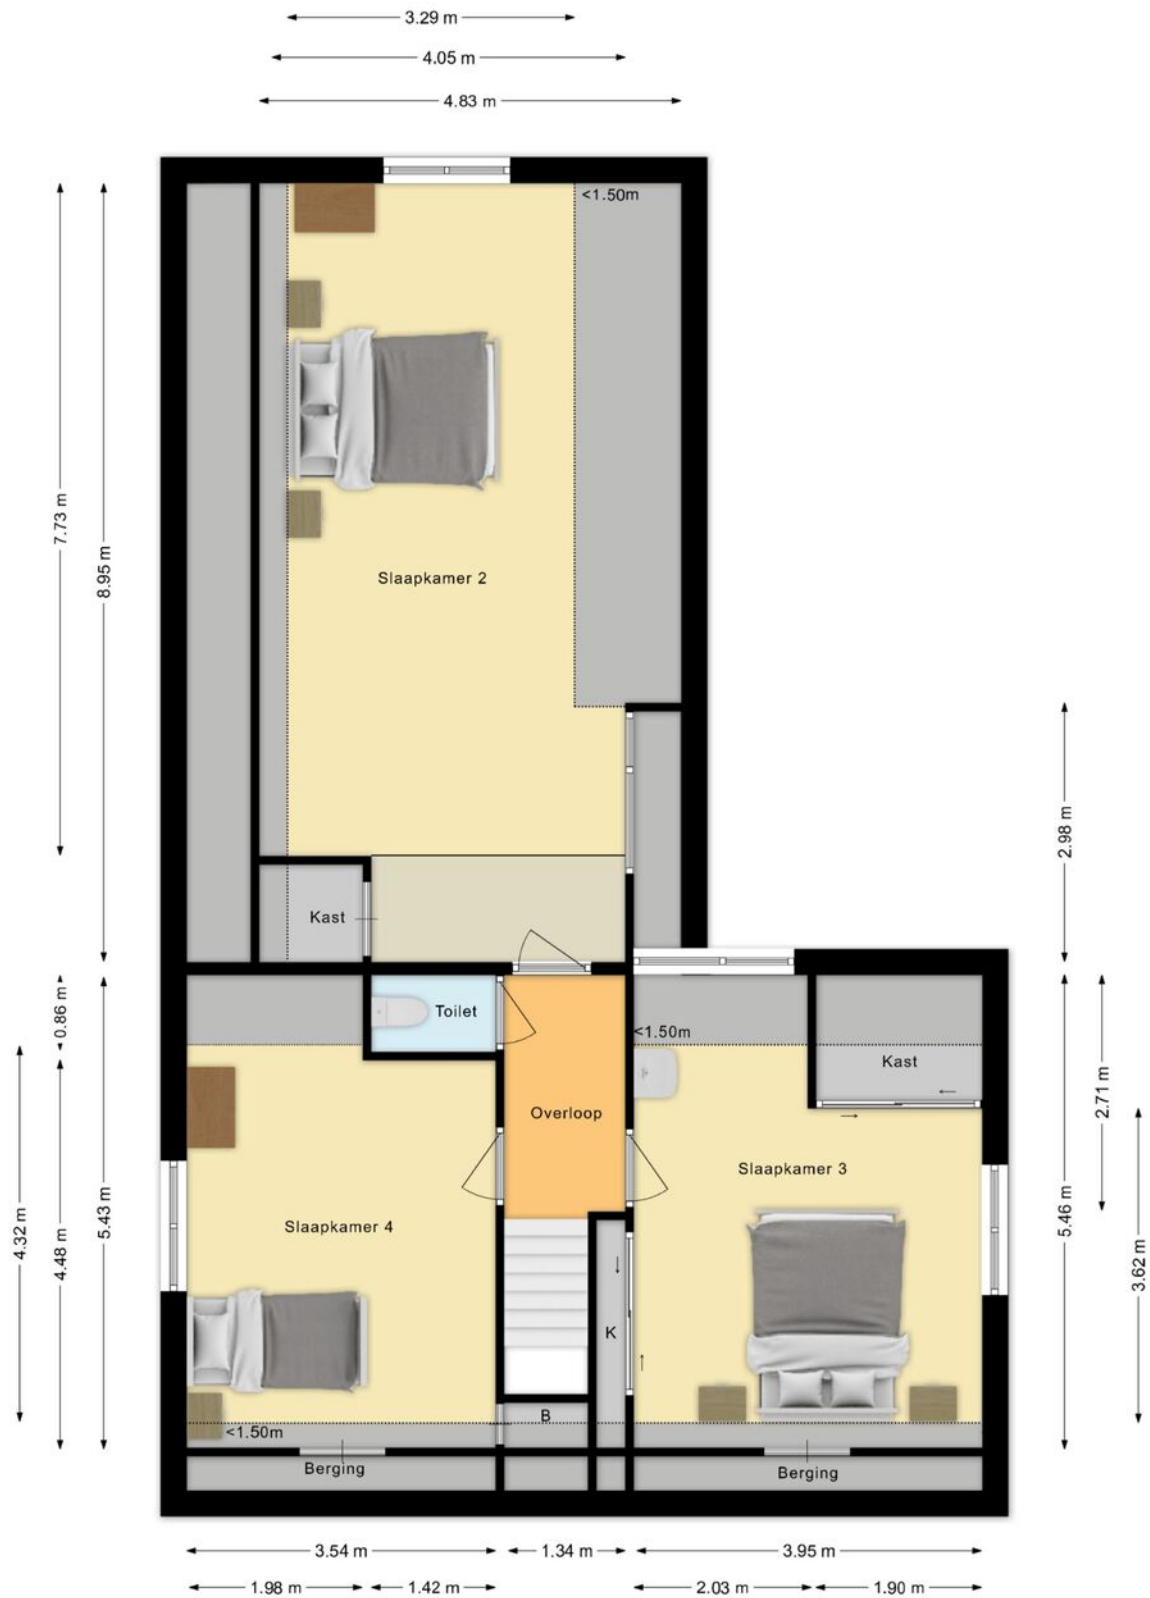 3.29 m
4.05 m
4.83 m
<1.50m
7.73 m
8.95 m
Slaapkamer 2
2.98 m
Kast
0.86 m
Toilet
<1.50m
Kast
Overloop
2.71 m
Slaapkamer 3
Slaapkamer 4
4.32 m
4.48 m
5.43 m
5.46 m
3.62 m
K
B
<1.50m
Berging
Berging
3.54 m
1.34 m
3.95 m
1.98 m
1.42 m
2.03 m
1.90 m